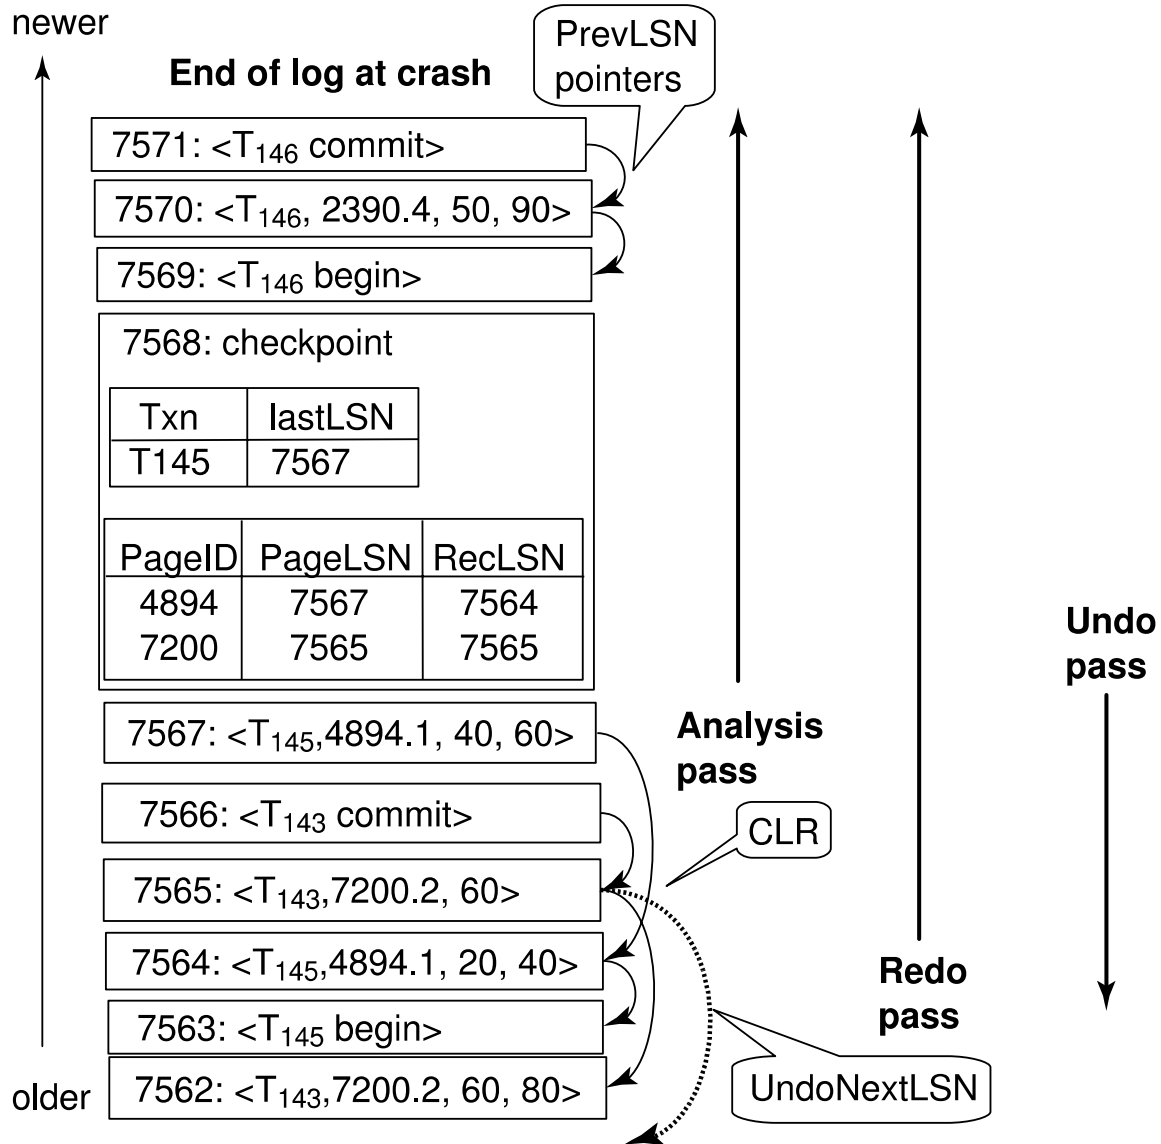 newer
PrevLSN
pointers
End of log at crash
7571: <T146 commit>
7570: <T146, 2390.4, 50, 90>
7569: <T146 begin>
7568: checkpoint
Txn lastLSN
T145 7567
PageID PageLSN RecLSN
4894 7567 7564
7200 7565 7565
Undo
pass
7567: <T145,4894.1, 40, 60>
Analysis
pass
7566: <T143 commit>
CLR
7565: <T143,7200.2, 60>
7564: <T145,4894.1, 20, 40>
Redo
pass
7563: <T145 begin>
7562: <T143,7200.2, 60, 80>
UndoNextLSN
older